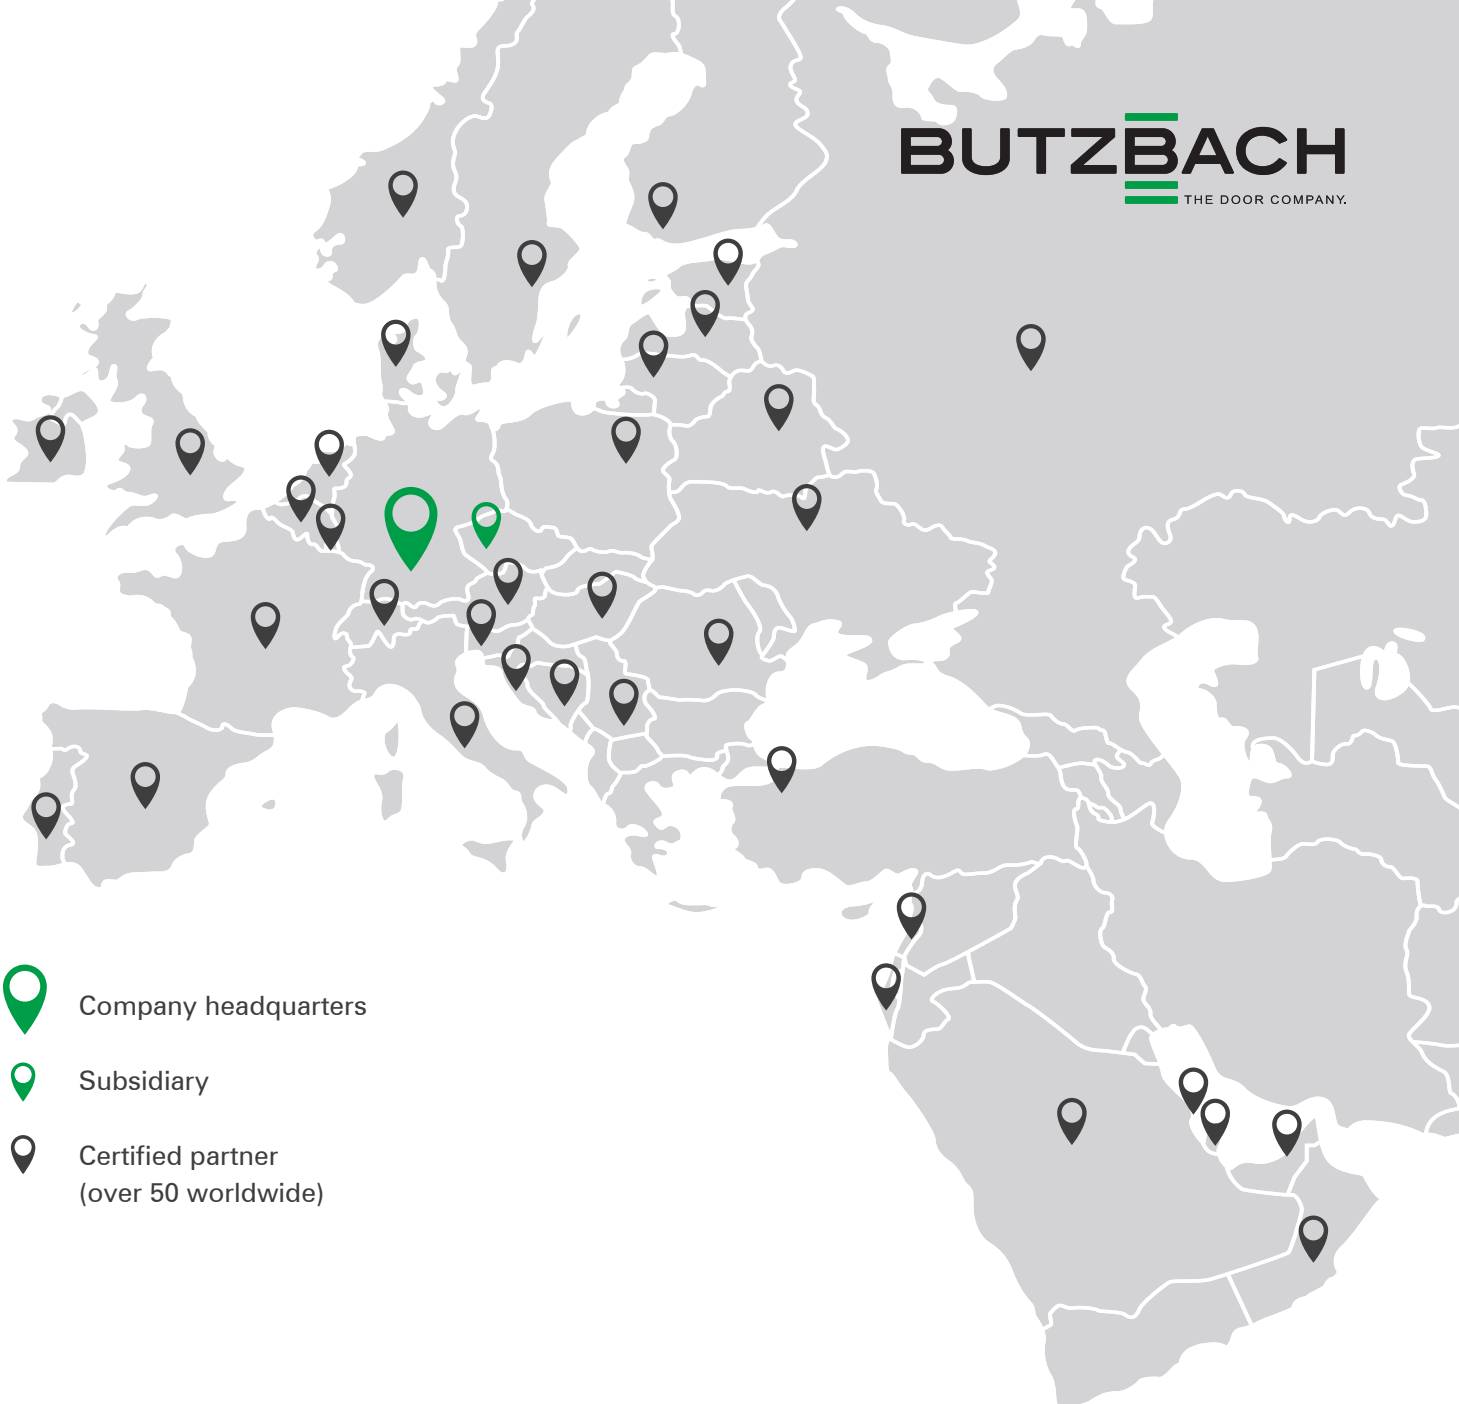 BUTZBACH
THE DOOR COMPANY.
Company headquarters
Subsidiary
Certified partner
(over 50 worldwide)